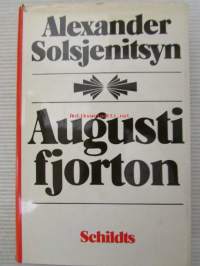 Alexander
Solsjenitsyn
Augusti
fjorton
Schildts